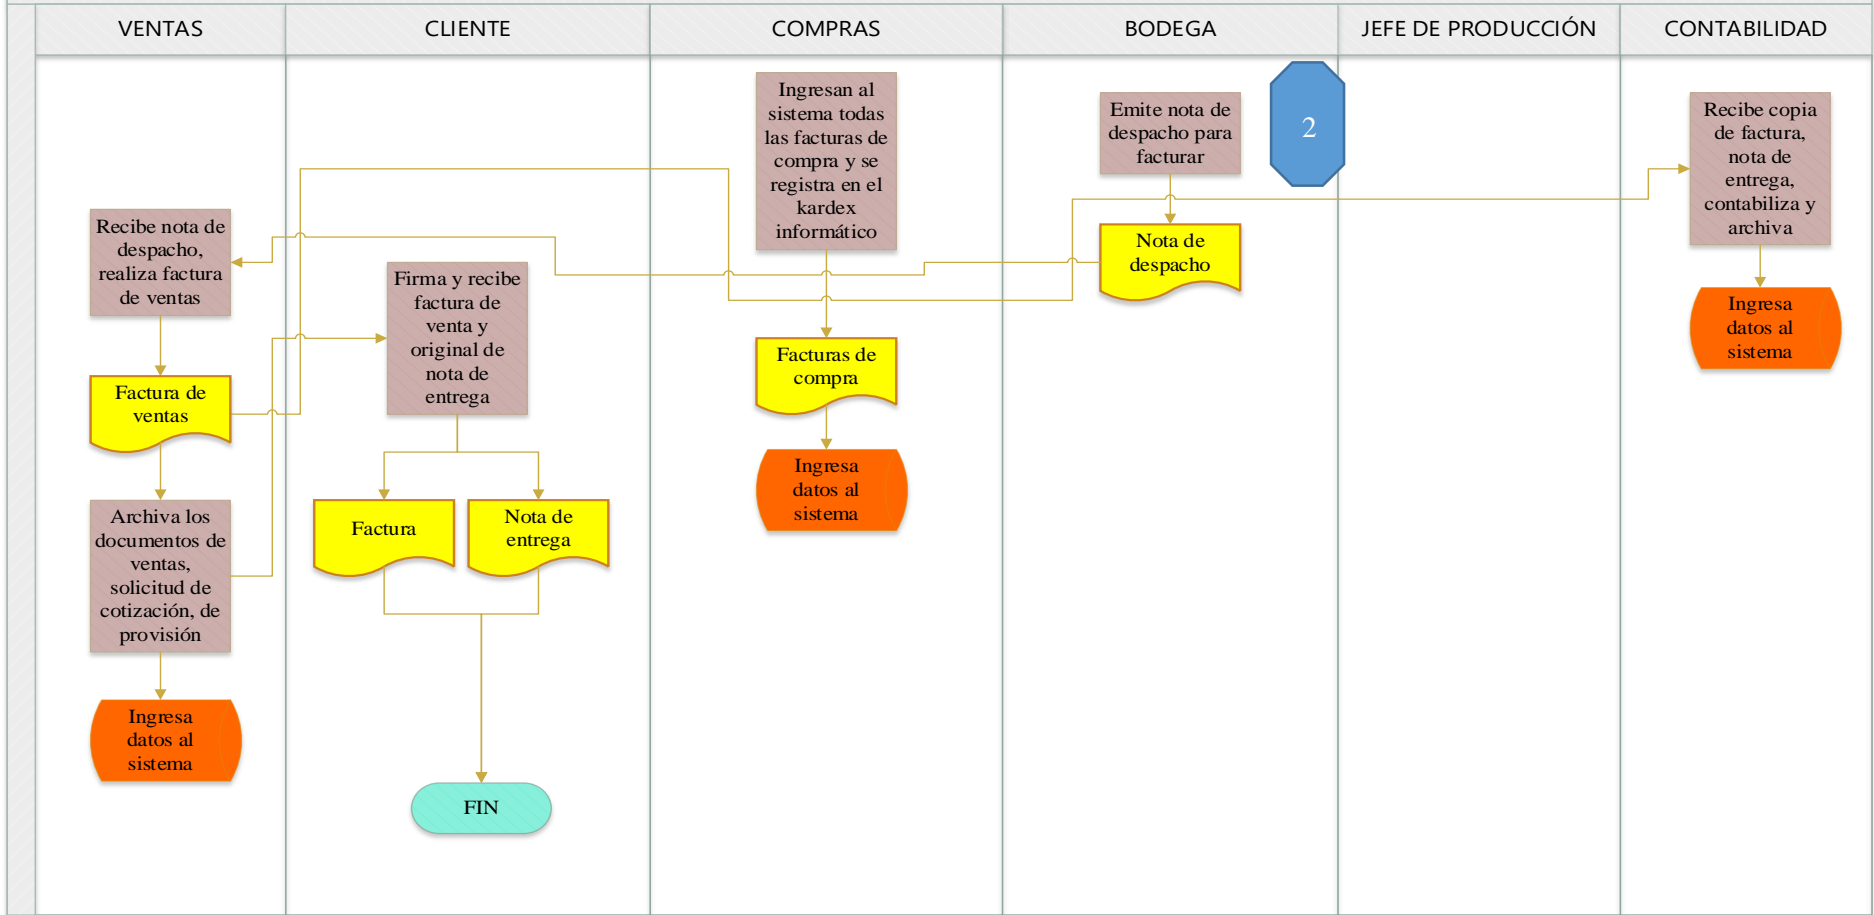 VENTAS
CLIENTE
COMPRAS
BODEGA
JEFE DE PRODUCCIÓN
CONTABILIDAD
Recibe nota de
despacho,
realiza factura
de ventas
Factura de
ventas
Archiva los
documentos de
ventas,
solicitud de
cotización, de
provisión
Ingresa
datos al
sistema
Firma y recibe
factura de
venta y
original de
nota de
entrega
Factura
Nota de
entrega
FIN
Ingresan al
sistema todas
las facturas de
compra y se
registra en el
kardex
informático
Facturas de
compra
Ingresa
datos al
sistema
Emite nota de
despacho para
facturar
Nota de
despacho
2
Recibe copia
de factura,
nota de
entrega,
contabiliza y
archiva
Ingresa
datos al
sistema